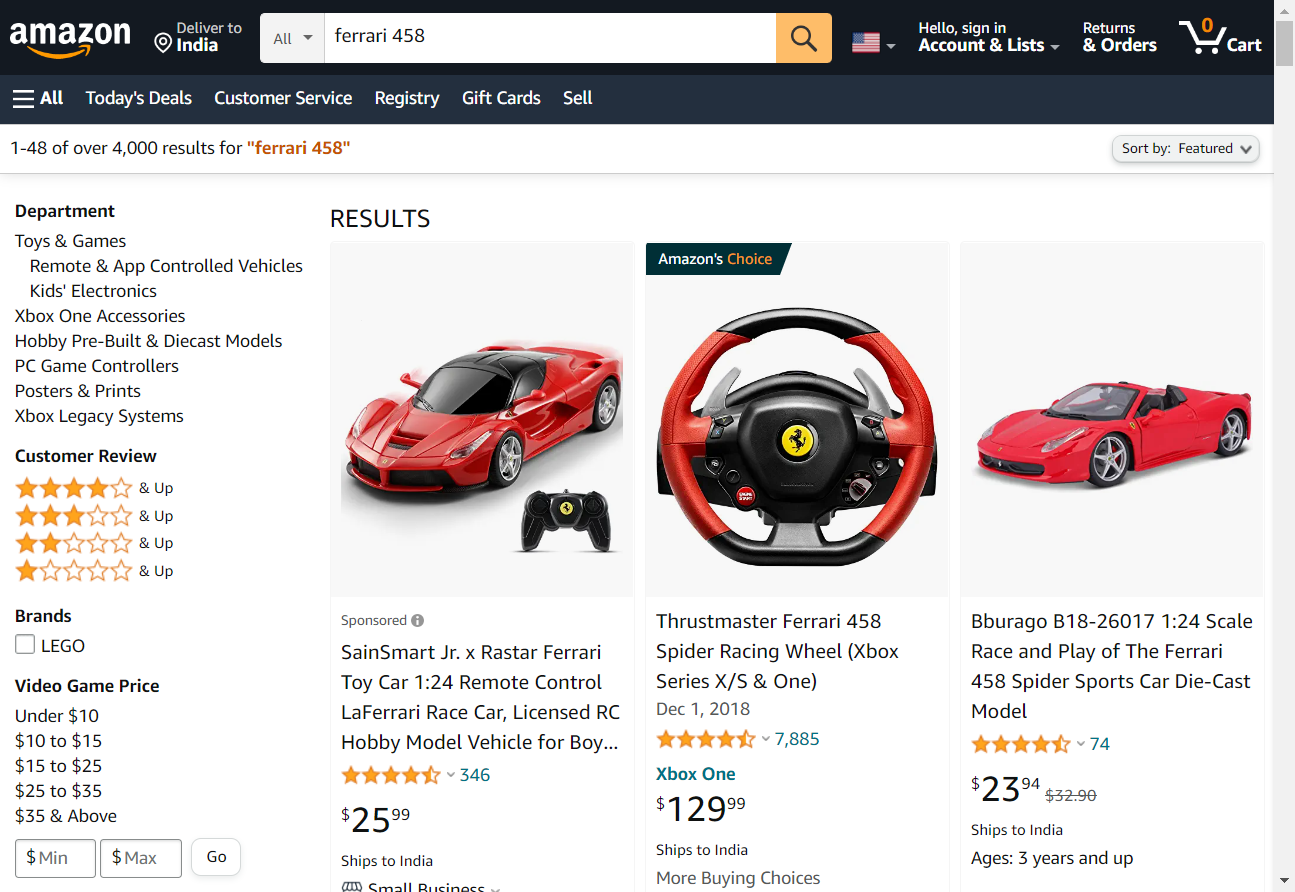 amazon
Deliver to
India
All
ferrari 458
Hello, sign in
Account & Lists
Returns
& Orders
0
Cart
All
Today's Deals
Customer Service
Registry
Gift Cards
Sell
1-48 of over 4,000 results for "ferrari 458"
Sort by: Featured
Department
Toys & Games
Remote & App Controlled Vehicles
Kids' Electronics
Xbox One Accessories
Hobby Pre-Built & Diecast Models
PC Game Controllers
Posters & Prints
Xbox Legacy Systems
Customer Review
& Up
& Up
& Up
& Up
Brands
LEGO
Video Game Price
Under $10
$10 to $15
$15 to $25
$25 to $35
$35 & Above
$ Min
$ Max
Go
RESULTS
Sponsored
SainSmart Jr. x Rastar Ferrari
Toy Car 1:24 Remote Control
LaFerrari Race Car, Licensed RC
Hobby Model Vehicle for Boy...
346
$25 99
Ships to India
Small Business
Amazon's Choice
Thrustmaster Ferrari 458
Spider Racing Wheel (Xbox
Series X/S & One)
Dec 1, 2018
7,885
Xbox One
$129 99
Ships to India
More Buying Choices
Bburago B18-26017 1:24 Scale
Race and Play of The Ferrari
458 Spider Sports Car Die-Cast
Model
74
$23 94 $32.90
Ships to India
Ages: 3 years and up